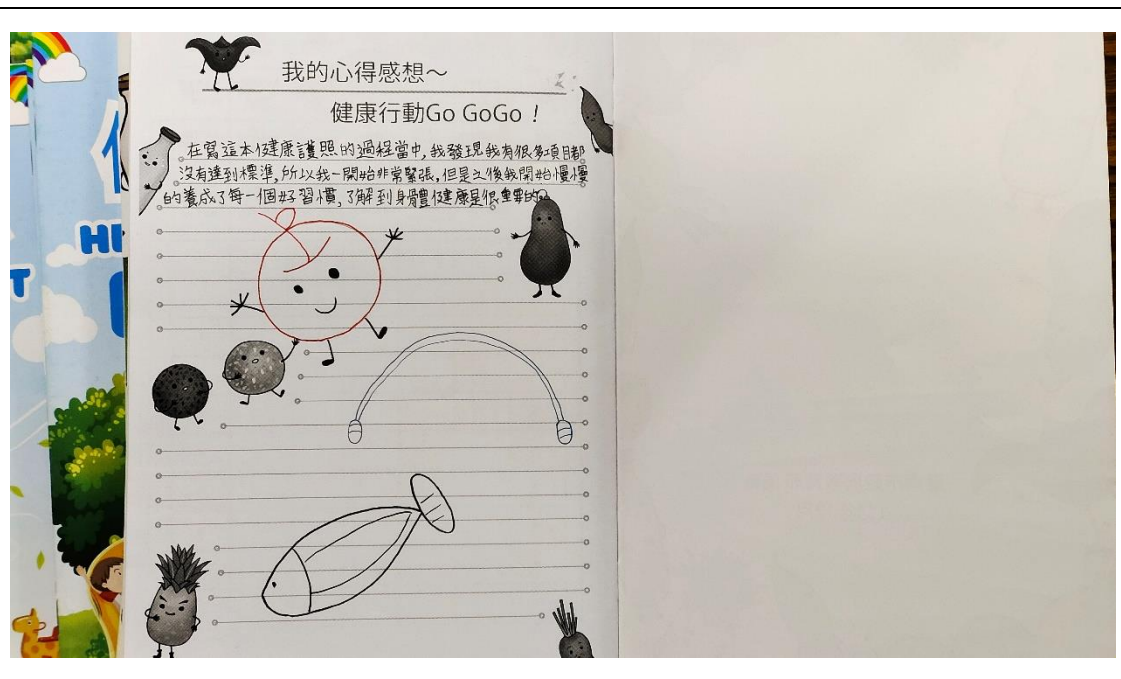 我的心得感想～
健康行動Go GoGo！
在寫這本健康護照的過程當中,我發現我有很多項目都
沒有達到標準,所以我一開始非常緊張,但是之後我開始慢慢
的養成了每一個好習慣,了解到身體健康是很重要的。
HE
T